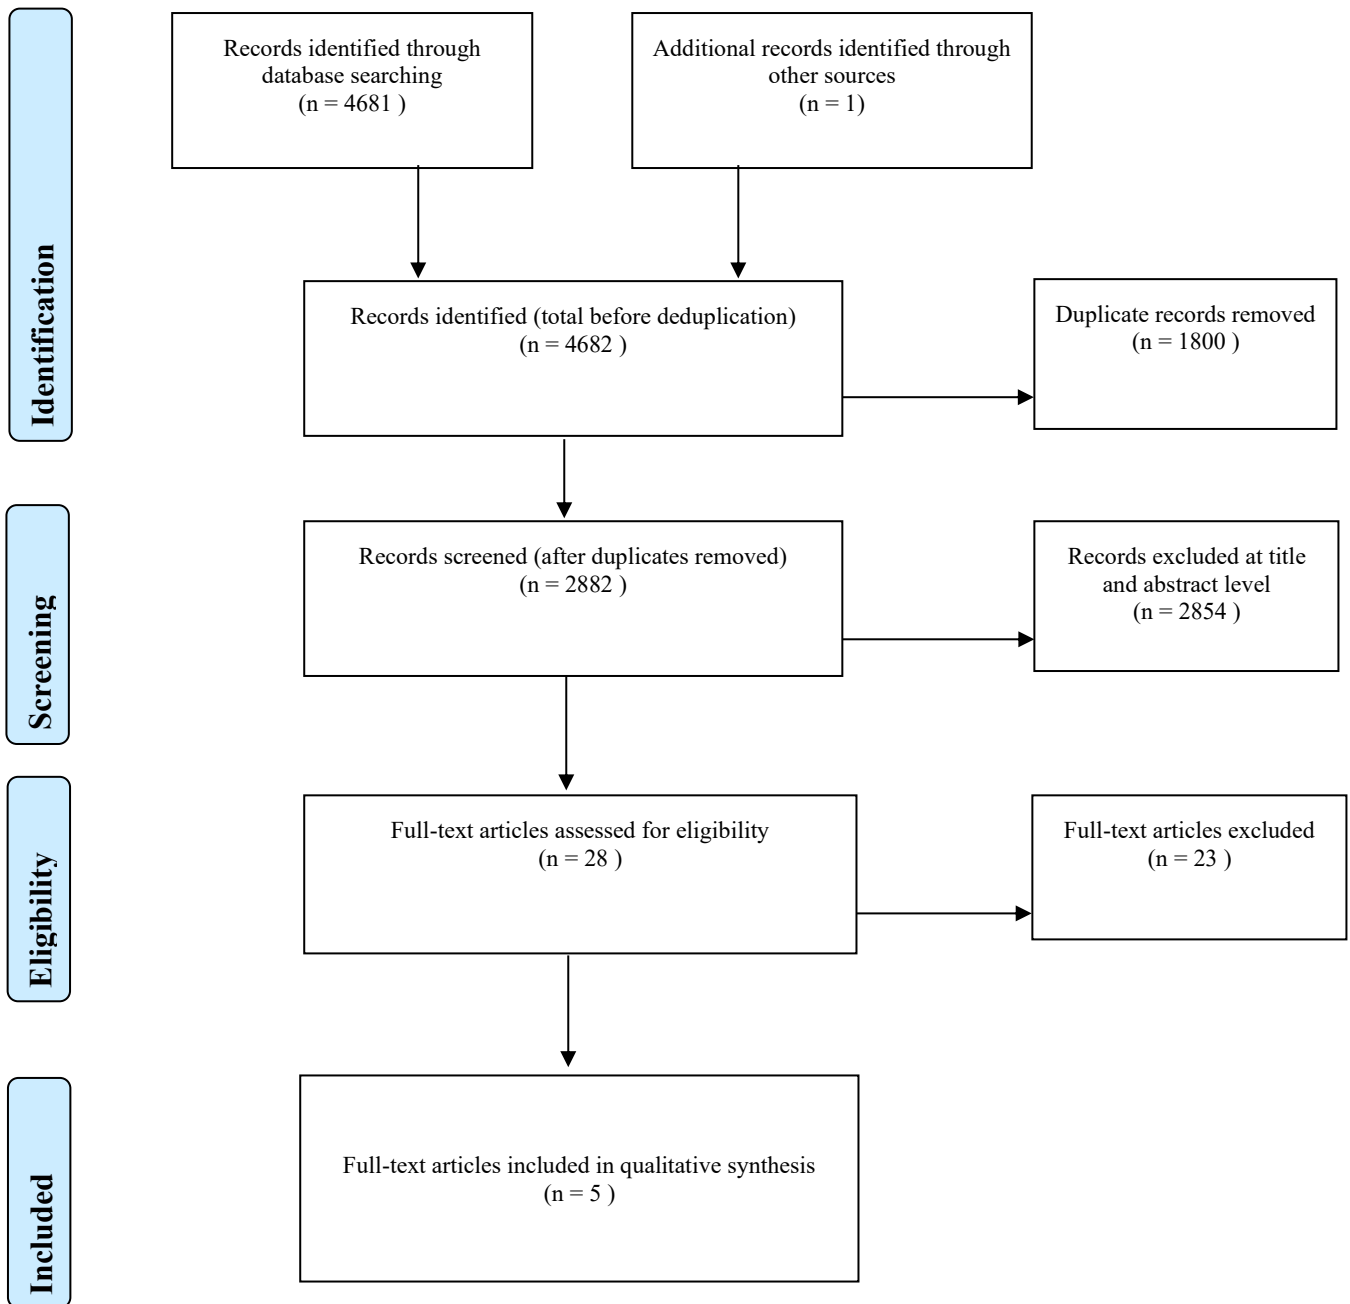 Identification
Records identified through
database searching
(n = 4681 )
Additional records identified through
other sources
(n = 1)
Records identified (total before deduplication)
(n = 4682 )
Duplicate records removed
(n = 1800 )
Screening
Records screened (after duplicates removed)
(n = 2882 )
Records excluded at title
and abstract level
(n = 2854 )
Eligibility
Full-text articles assessed for eligibility
(n = 28 )
Full-text articles excluded
(n = 23 )
Included
Full-text articles included in qualitative synthesis
(n = 5 )